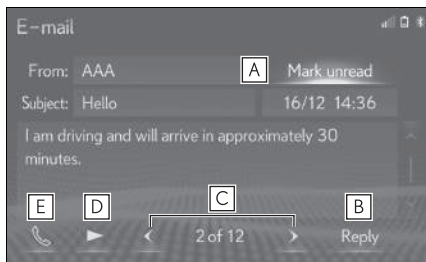 E-mail
From: AAA A Mark unread
Subject: Hello 16/12 14:36
I am driving and will arrive in approximately 30
minutes.
E D C B
2 of 12 Reply